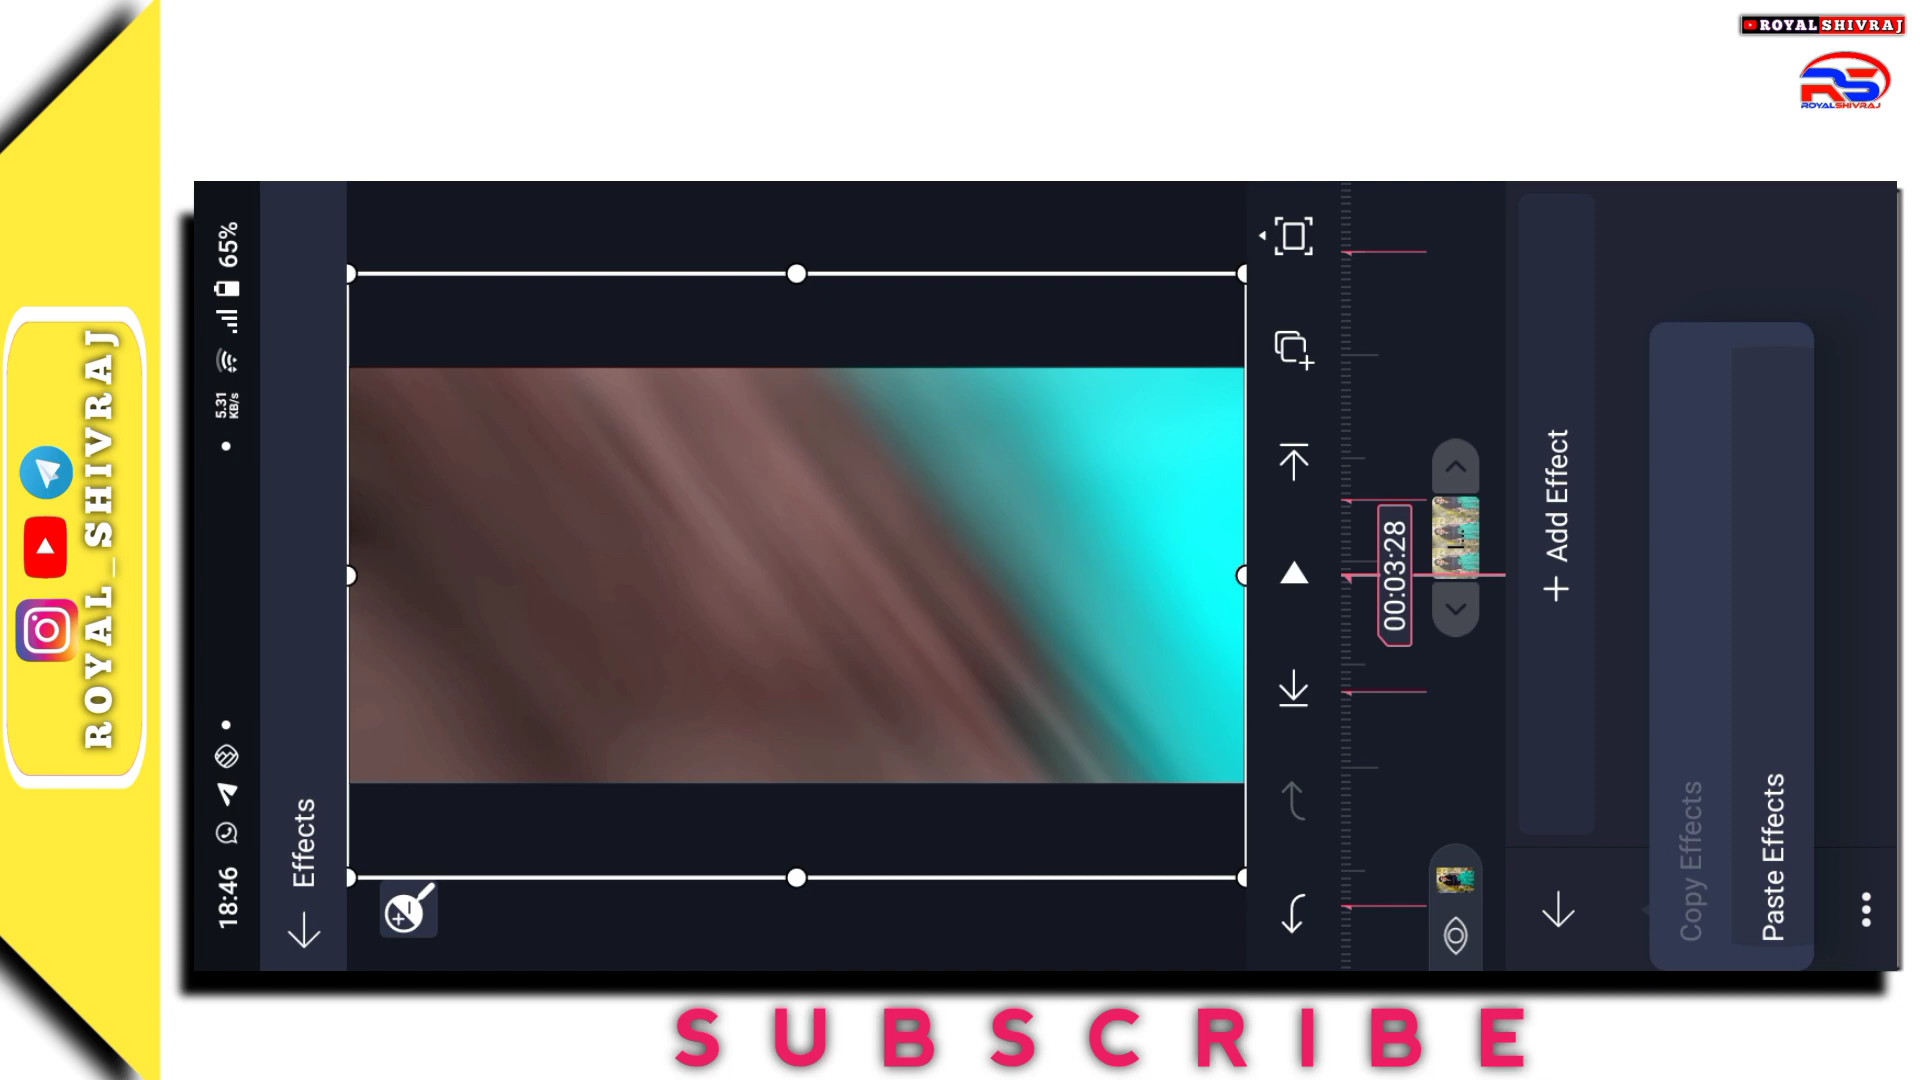 ROYAL SHIVRAJ
RS
ROYALSHIVRAJ
ROYAL_SHIVRAJ
18:46
5.31
KB/s
65%
Effects
00:03:28
+ Add Effect
Copy Effects
Paste Effects
SUBSCRIBE